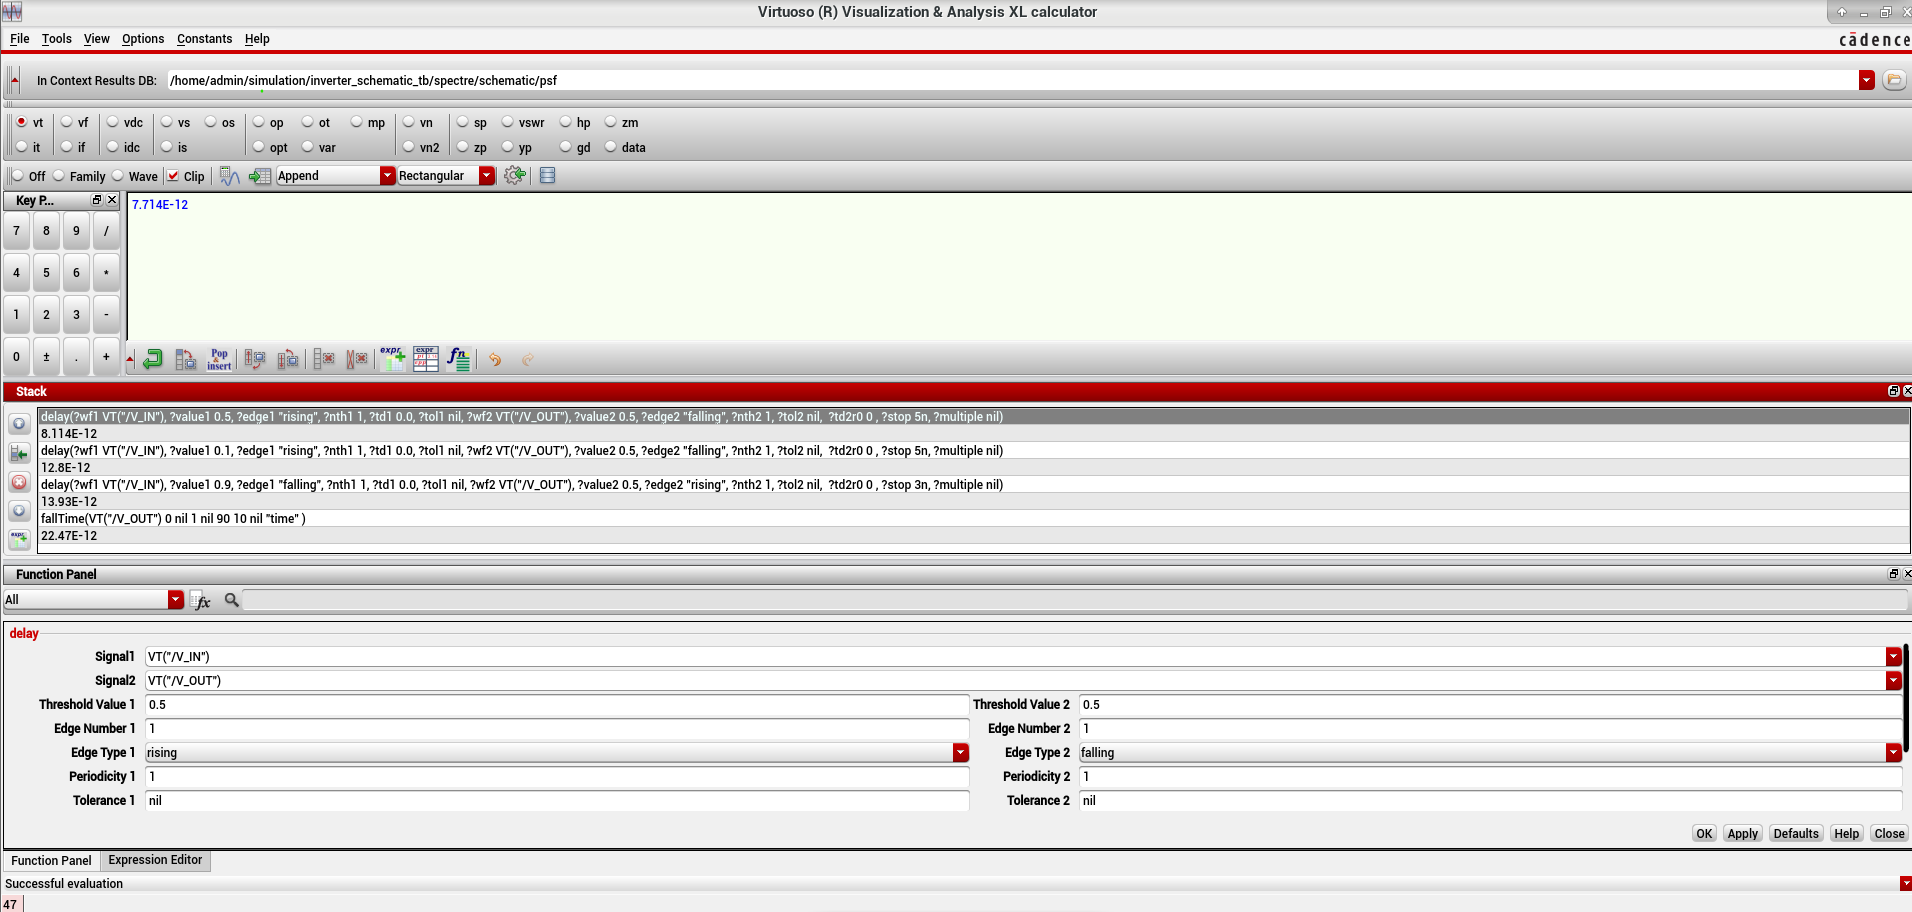 Virtuoso (R) Visualization & Analysis XL calculator
File Tools View Options Constants Help
cādence
In Context Results DB: /home/admin/simulation/inverter_schematic_tb/spectre/schematic/psf
vt vf vdc vs os op ot mp vn sp vswr hp zm
it if idc is opt var vn2 zp yp gd data
Off Family Wave Clip Append Rectangular
Key P...
7.714E-12
7 8 9 /
4 5 6 *
1 2 3 -
0 ± . +
Pop & insert expr expr fn
Stack
delay(?wf1 VT("/V_IN"), ?value1 0.5, ?edge1 "rising", ?nth1 1, ?td1 0.0, ?tol1 nil, ?wf2 VT("/V_OUT"), ?value2 0.5, ?edge2 "falling", ?nth2 1, ?tol2 nil,  ?td2r0 0 , ?stop 5n, ?multiple nil)
8.114E-12
delay(?wf1 VT("/V_IN"), ?value1 0.1, ?edge1 "rising", ?nth1 1, ?td1 0.0, ?tol1 nil, ?wf2 VT("/V_OUT"), ?value2 0.5, ?edge2 "falling", ?nth2 1, ?tol2 nil,  ?td2r0 0 , ?stop 5n, ?multiple nil)
12.8E-12
delay(?wf1 VT("/V_IN"), ?value1 0.9, ?edge1 "falling", ?nth1 1, ?td1 0.0, ?tol1 nil, ?wf2 VT("/V_OUT"), ?value2 0.5, ?edge2 "rising", ?nth2 1, ?tol2 nil,  ?td2r0 0 , ?stop 3n, ?multiple nil)
13.93E-12
fallTime(VT("/V_OUT") 0 nil 1 nil 90 10 nil "time" )
expr 22.47E-12
Function Panel
All fx
delay
Signal1 VT("/V_IN")
Signal2 VT("/V_OUT")
Threshold Value 1 0.5 Threshold Value 2 0.5
Edge Number 1 1 Edge Number 2 1
Edge Type 1 rising Edge Type 2 falling
Periodicity 1 1 Periodicity 2 1
Tolerance 1 nil Tolerance 2 nil
OK Apply Defaults Help Close
Function Panel Expression Editor
Successful evaluation
47